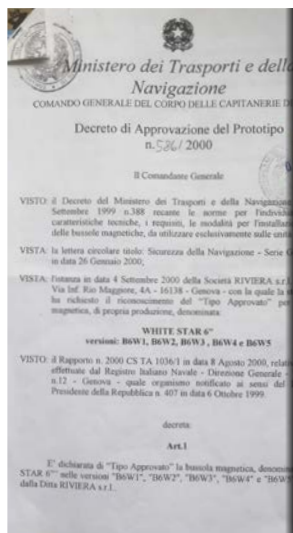 Ministero dei Trasporti e della
Navigazione
COMANDO GENERALE DEL CORPO DELLE CAPITANERIE D
Decreto di Approvazione del Prototipo
n. 536/2000
Il Comandante Generale
VISTO: il Decreto del Ministero dei Trasporti e della Navigazione
Settembre 1999 n.388 recante le norme per l'individu
caratteristiche tecniche, i requisiti, le modalità per l'installaz
delle bussole magnetiche, da utilizzare esclusivamente sulle unità
VISTA: la lettera circolare titolo: Sicurezza della Navigazione - Serie G
in data 26 Gennaio 2000;
VISTA: l'istanza in data 4 Settembre 2000 della Società RIVIERA s.r.l.
Via Inf. Rio Maggiore, 4A - 16138 - Genova - con la quale la s
ha richiesto il riconoscimento del "Tipo Approvato" per
magnetica, di propria produzione, denominata:
WHITE STAR 6"
versioni: B6W1, B6W2, B6W3 , B6W4 e B6W5
VISTO: il Rapporto n. 2000 CS TA 1036/1 in data 8 Agosto 2000, relati
effettuate dal Registro Italiano Navale - Direzione Generale -
n.12 - Genova - quale organismo notificato ai sensi del
Presidente della Repubblica n. 407 in data 6 Ottobre 1999.
decreta:
Art.1
E' dichiarata di "Tipo Approvato" la bussola magnetica, denomin
STAR 6"" nelle versioni "B6W1", "B6W2", "B6W3", "B6W4" e "B6W5
dalla Ditta RIVIERA s.r.l..